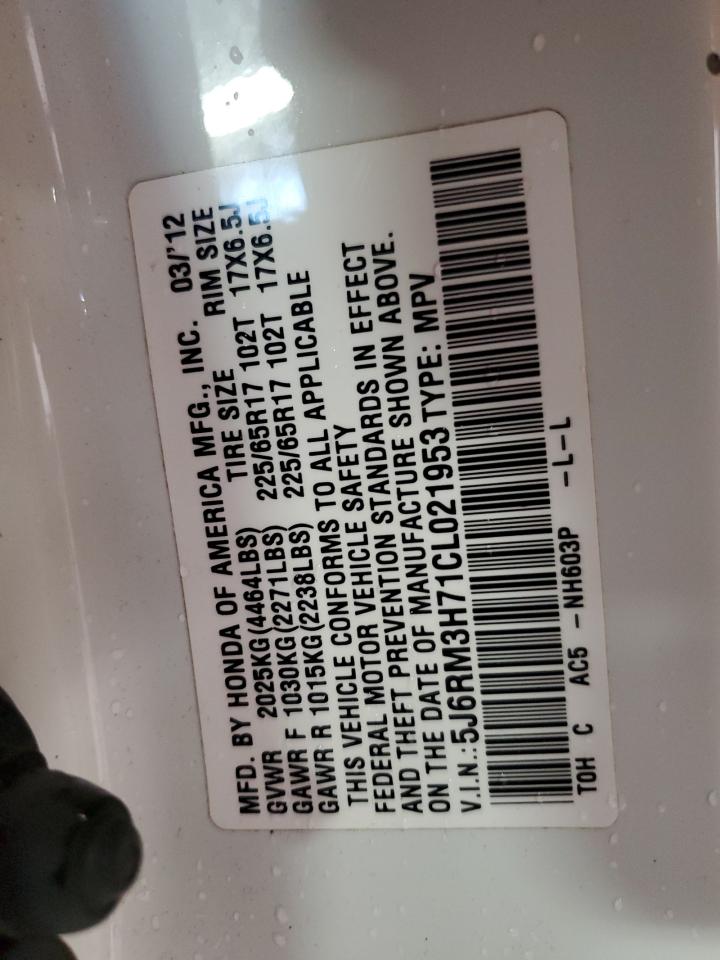 MFD. BY HONDA OF AMERICA MFG., INC. 03/'12
TIRE SIZE RIM SIZE
GVWR 2025KG(4464LBS)
GAWR F 1030KG(2271LBS) 225/65R17 102T 17X6.5J
GAWR R 1015KG(2238LBS) 225/65R17 102T 17X6.5J
THIS VEHICLE CONFORMS TO ALL APPLICABLE
FEDERAL MOTOR VEHICLE SAFETY
AND THEFT PREVENTION STANDARDS IN EFFECT
ON THE DATE OF MANUFACTURE SHOWN ABOVE.
V.I.N.:5J6RM3H71CL021953 TYPE: MPV
TOH C AC5 -NH603P -L-L